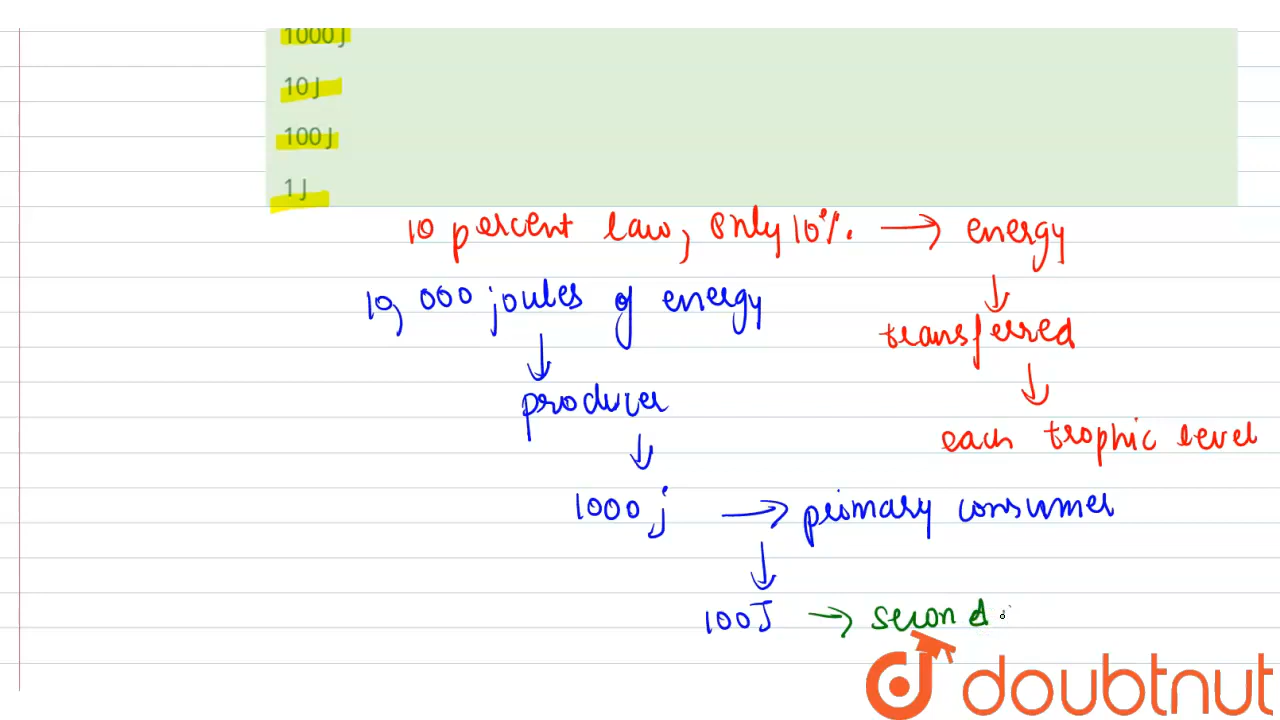 1000 J
10 J
100 J
1 J
10 percent law, only 10% → energy
10,000 joules of energy
↓
transferred
↓
producer
↓
each trophic level
↓
1000 j → primary consumer
↓
100J → second
doubtnut